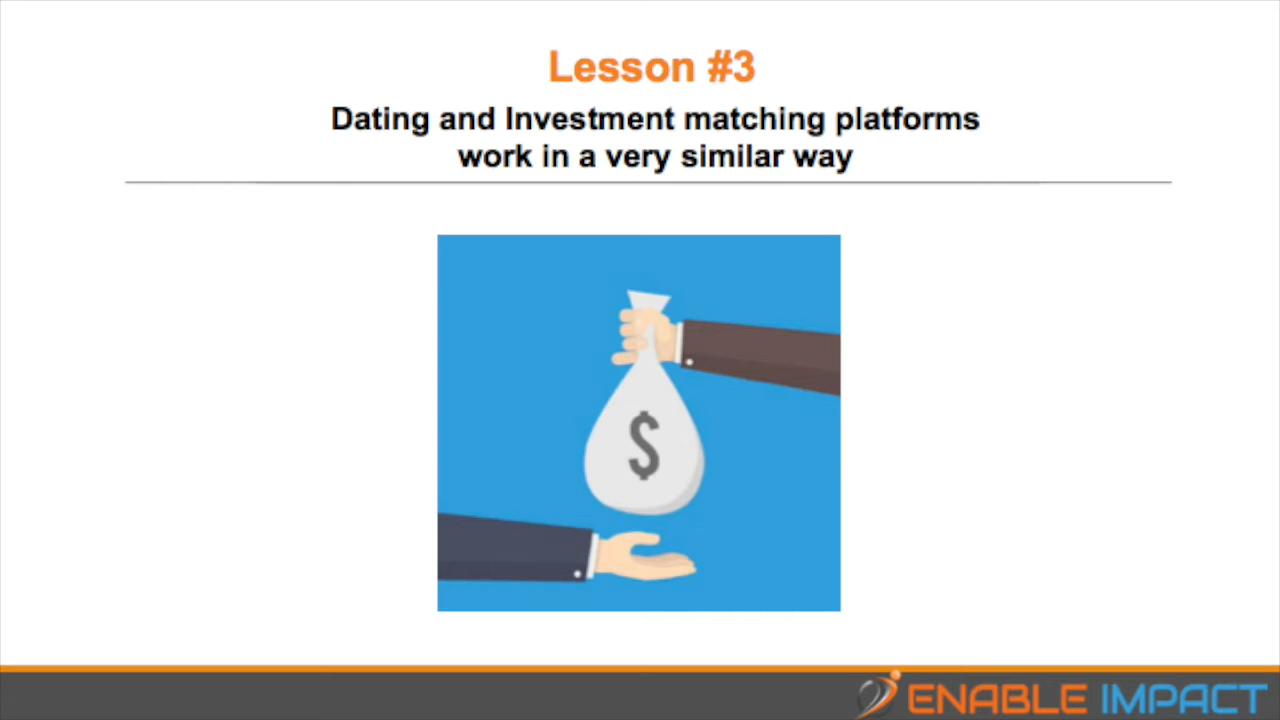 Lesson #3
Dating and Investment matching platforms
work in a very similar way
$
ENABLE IMPACT